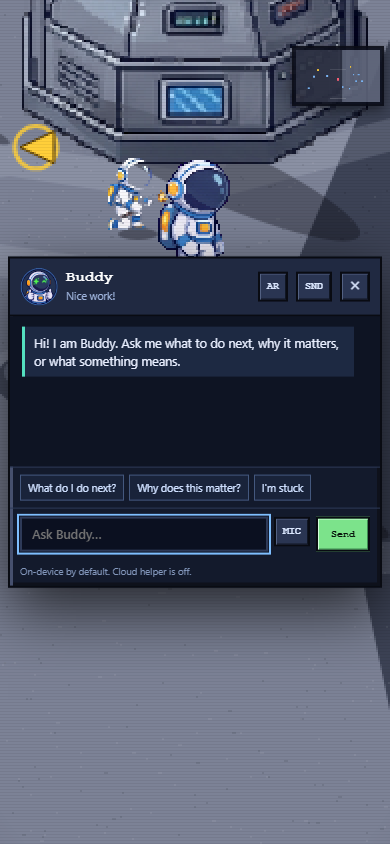 Buddy
Nice work!
AR
SND
✕
Hi! I am Buddy. Ask me what to do next, why it matters,
or what something means.
What do I do next?
Why does this matter?
I'm stuck
Ask Buddy...
MIC
Send
On-device by default. Cloud helper is off.